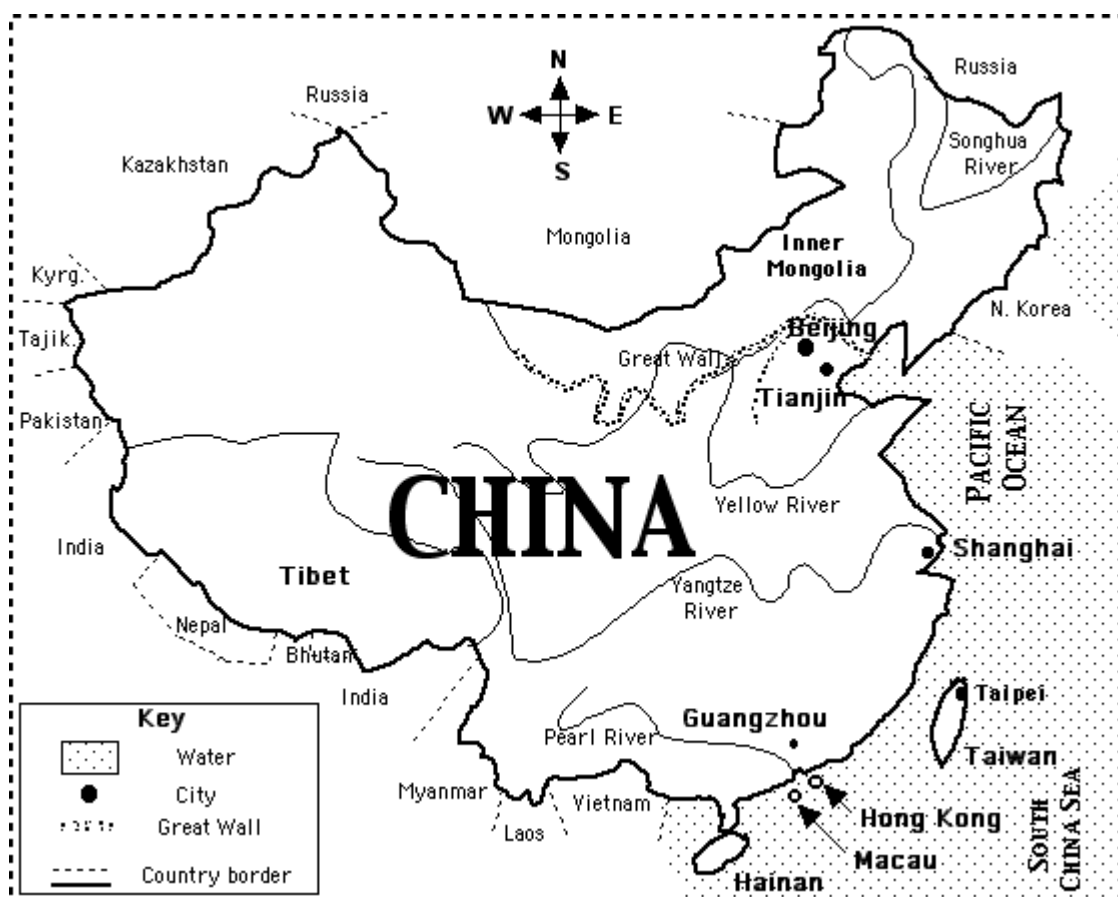 Russia
Russia
N
W E
S
Kazakhstan
Songhua
River
Mongolia
Inner
Mongolia
Kyrg.
N. Korea
Tajik.
Beijing
Great Wall
Tianjin
Pakistan
PACIFIC
OCEAN
CHINA
Yellow River
India
Shanghai
Tibet
Yangtze
River
Nepal
Bhutan
India
Taipei
Key
Guangzhou
Pearl River
Water
Taiwan
City
Myanmar
Vietnam
Great Wall
Laos
Hong Kong
Macau
SOUTH
CHINA SEA
Country border
Hainan